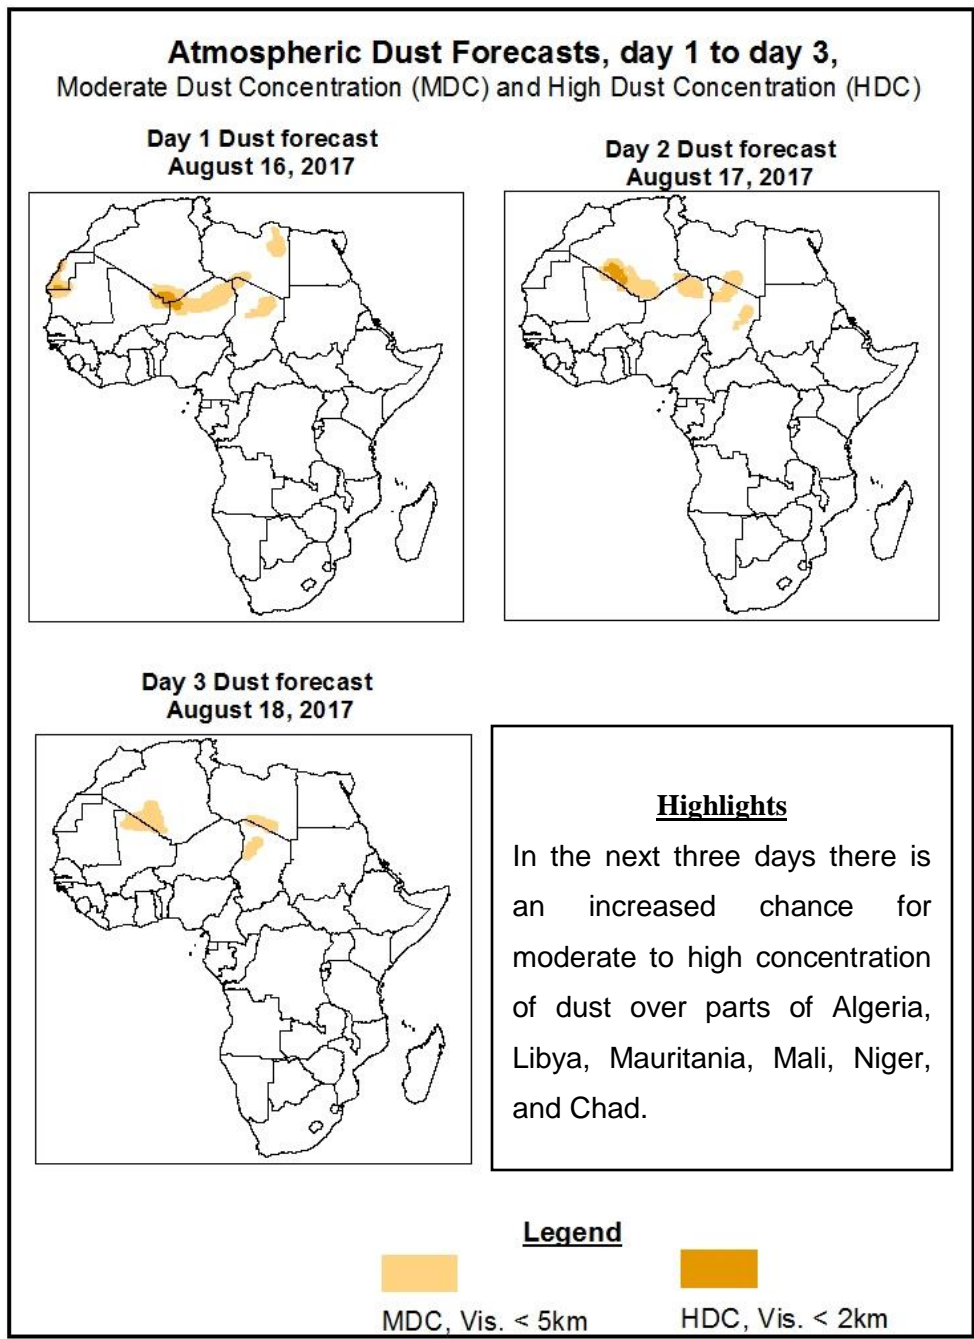 Atmospheric Dust Forecasts, day 1 to day 3,
Moderate Dust Concentration (MDC) and High Dust Concentration (HDC)
Day 1 Dust forecast
August 16, 2017
Day 2 Dust forecast
August 17, 2017
Day 3 Dust forecast
August 18, 2017
Highlights
In the next three days there is
an increased chance for
moderate to high concentration
of dust over parts of Algeria,
Libya, Mauritania, Mali, Niger,
and Chad.
Legend
MDC, Vis. < 5km
HDC, Vis. < 2km